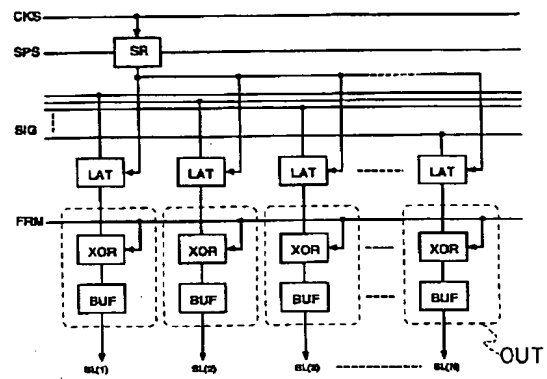 CKS
SPS SR
SIG
LAT LAT LAT LAT
FRM
XOR XOR XOR XOR
BUF BUF BUF BUF
OUT
SL(1) SL(2) SL(3) SL(N)